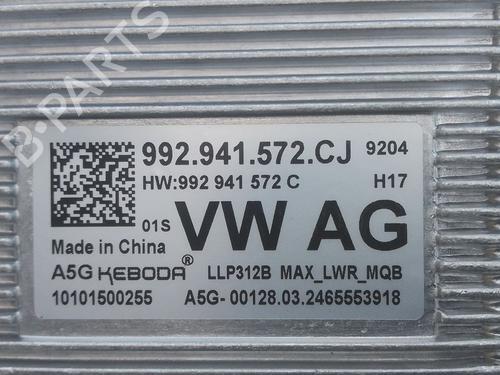 B-PARTS
992.941.572.CJ 9204
HW:992 941 572 C H17
01S VW AG
Made in China
A5G KEBODA® LLP312B MAX_LWR_MQB
10101500255 A5G- 00128.03.2465553918